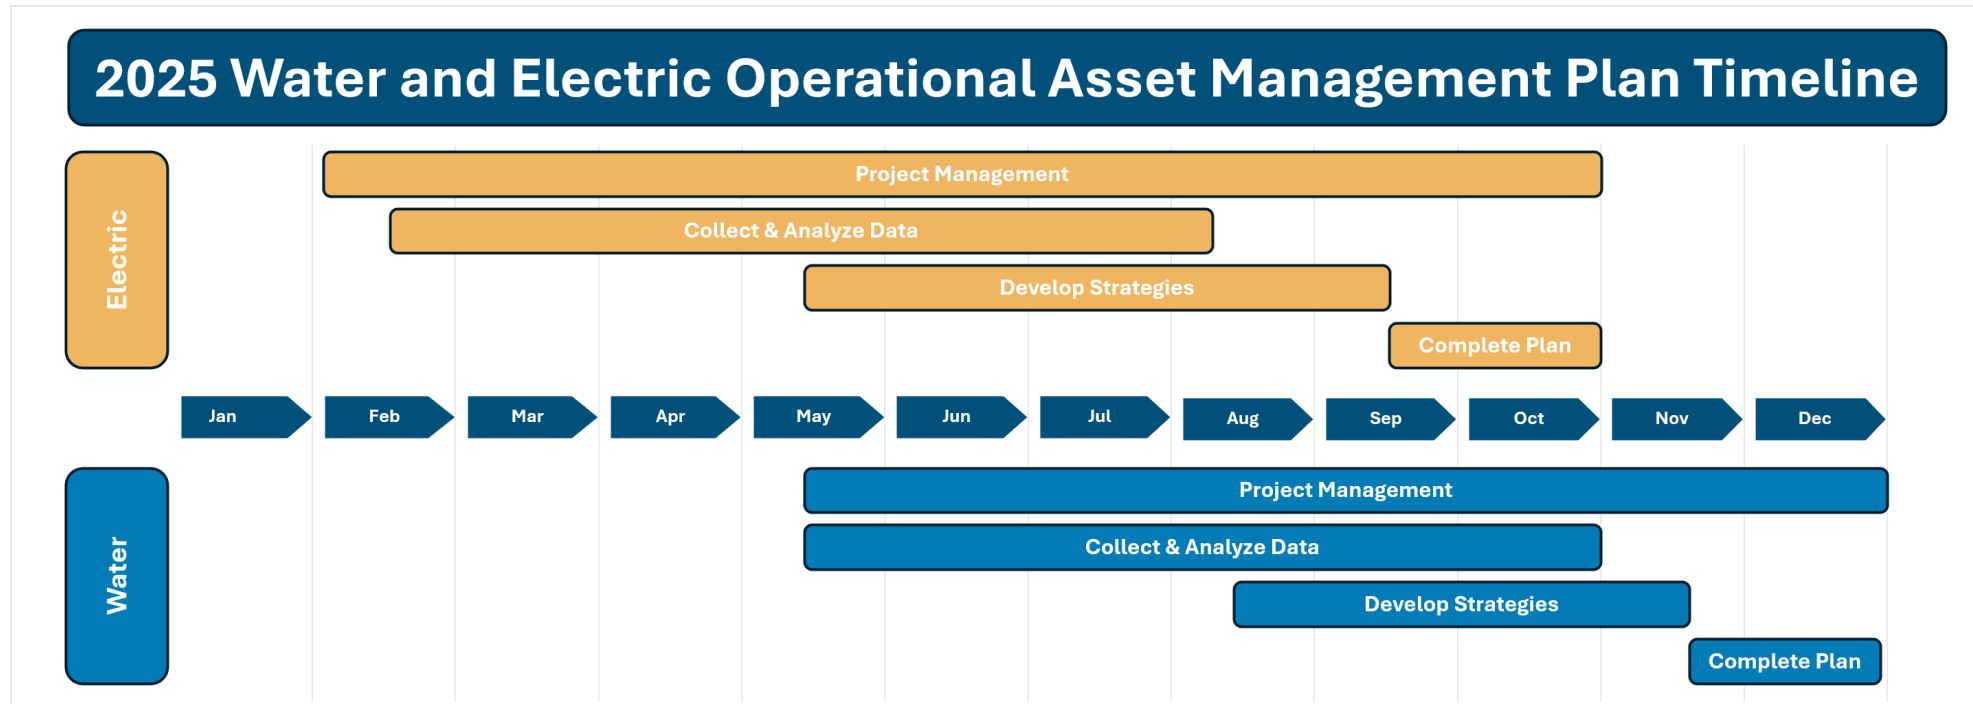 2025 Water and Electric Operational Asset Management Plan Timeline
Electric
Project Management
Collect & Analyze Data
Develop Strategies
Complete Plan
Jan
Feb
Mar
Apr
May
Jun
Jul
Aug
Sep
Oct
Nov
Dec
Water
Project Management
Collect & Analyze Data
Develop Strategies
Complete Plan